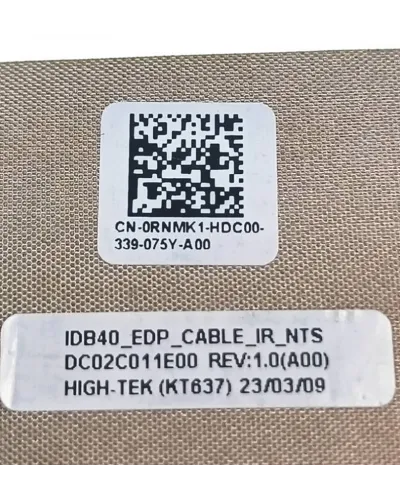 CN-0RNMK1-HDC00-
339-075Y-A00
IDB40_EDP_CABLE_IR_NTS
DC02C011E00 REV:1.0(A00)
HIGH-TEK (KT637) 23/03/09